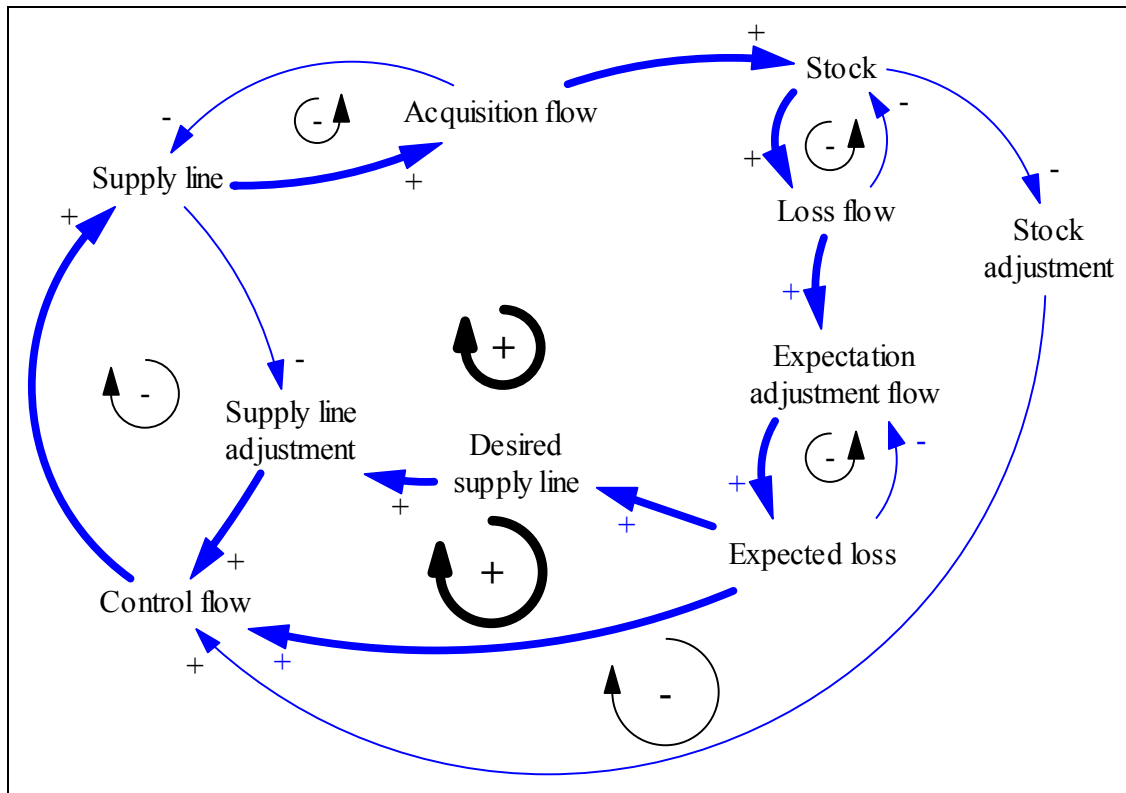 +
Stock
-
Acquisition flow
-
-
-
+
+
Supply line
+
-
Loss flow
Stock
adjustment
+
+
+
-
Expectation
adjustment flow
-
Supply line
adjustment
Desired
supply line
-
-
+
+
+
+
Expected loss
+
+
Control flow
+
+
-